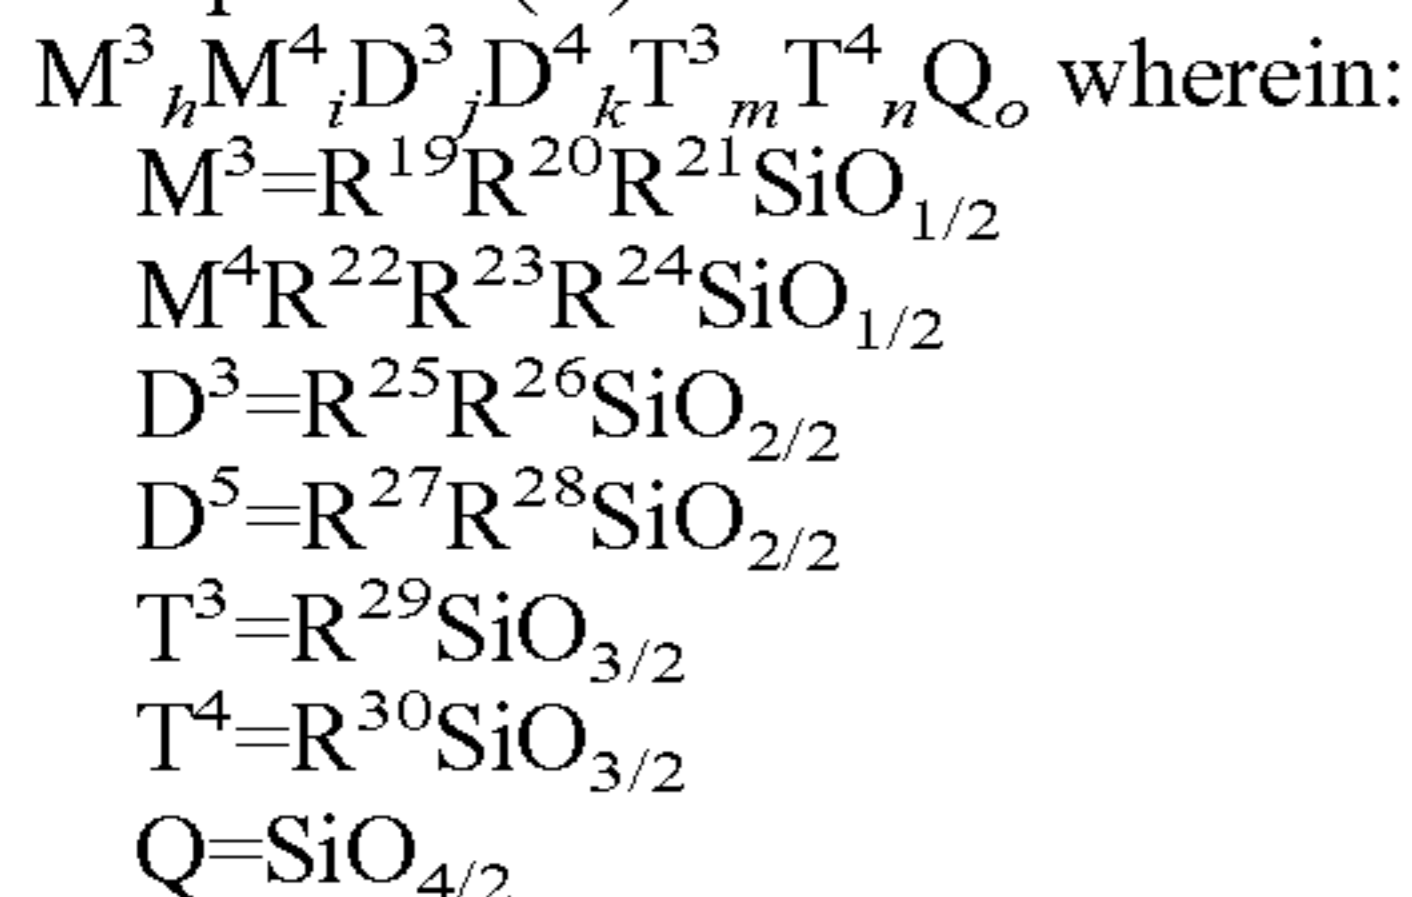 M³ₕM⁴ᵢD³ⱼD⁴ₖT³ₘT⁴ₙQₒ wherein:
M³=R¹⁹R²⁰R²¹SiO₁/₂
M⁴R²²R²³R²⁴SiO₁/₂
D³=R²⁵R²⁶SiO₂/₂
D⁵=R²⁷R²⁸SiO₂/₂
T³=R²⁹SiO₃/₂
T⁴=R³⁰SiO₃/₂
Q=SiO₄/₂